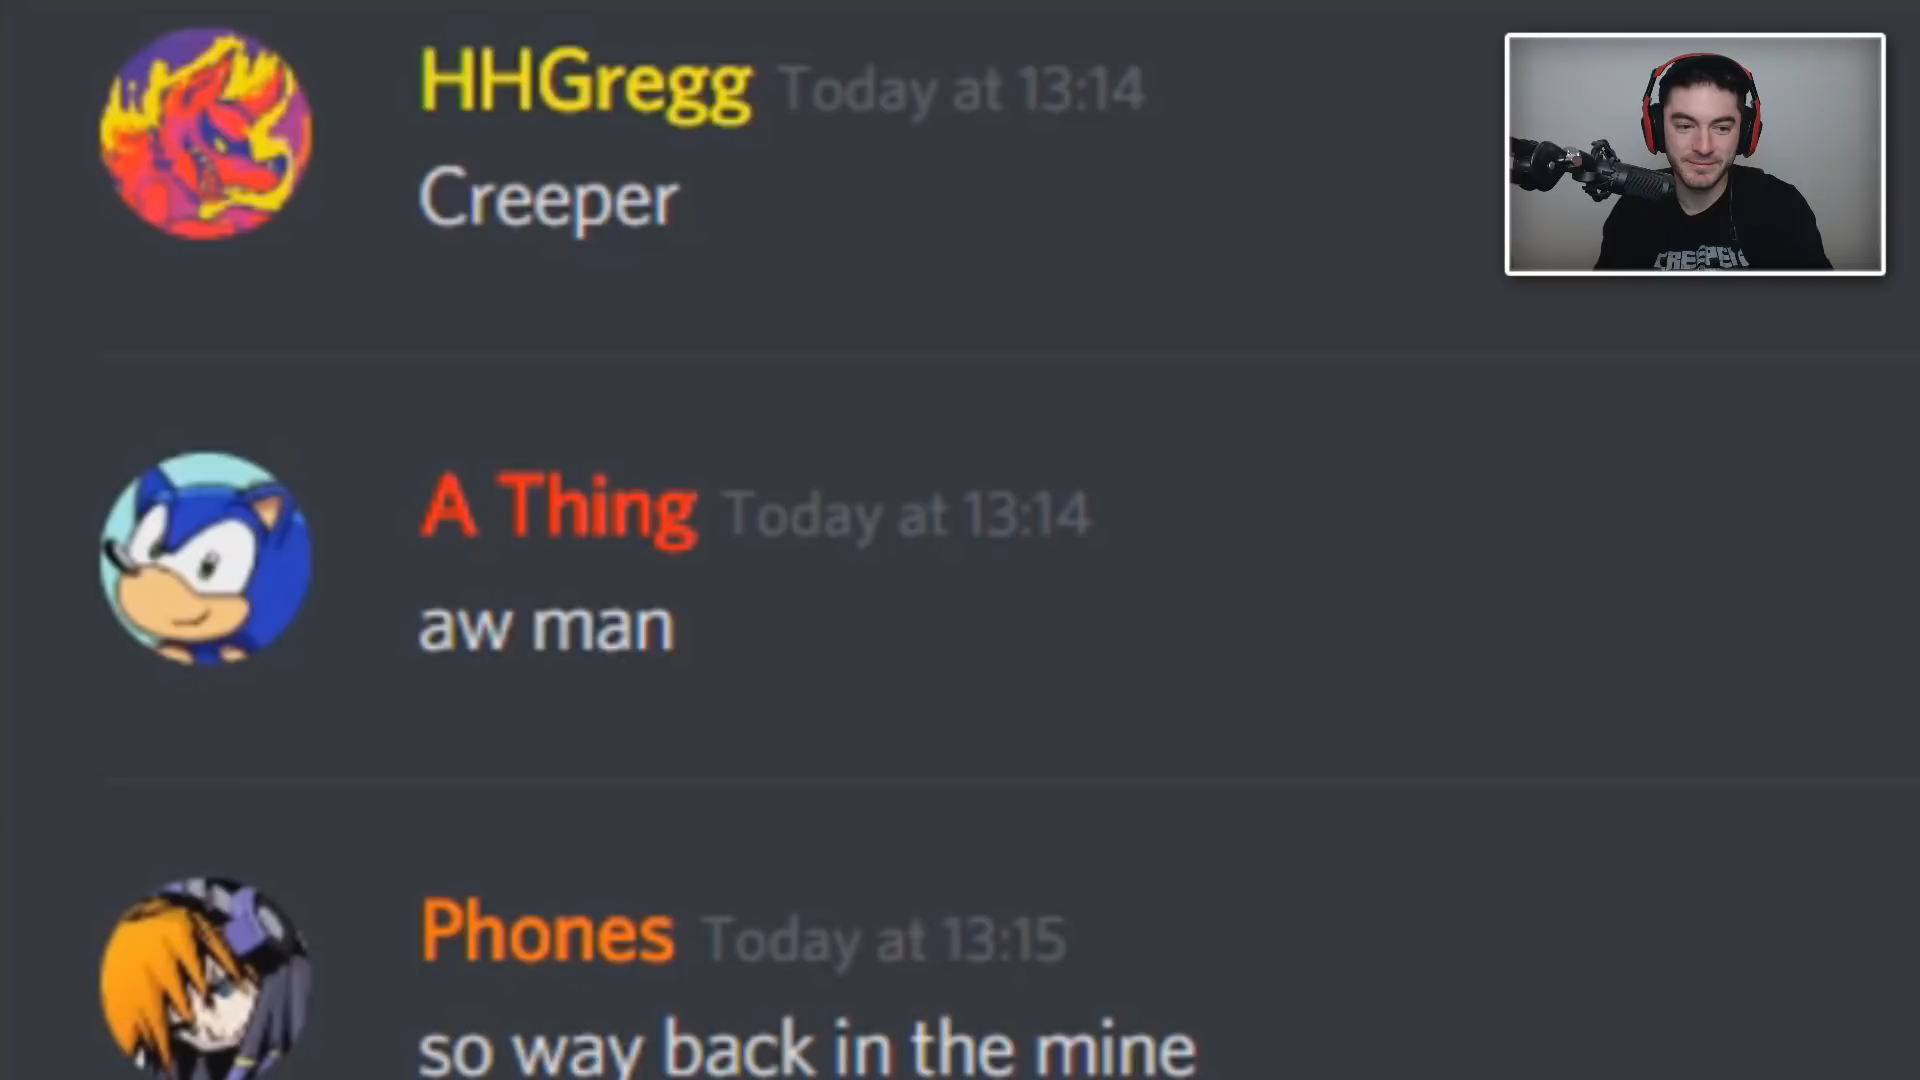 HHGregg Today at 13:14
Creeper
A Thing Today at 13:14
aw man
Phones Today at 13:15
so way back in the mine
CREEPER